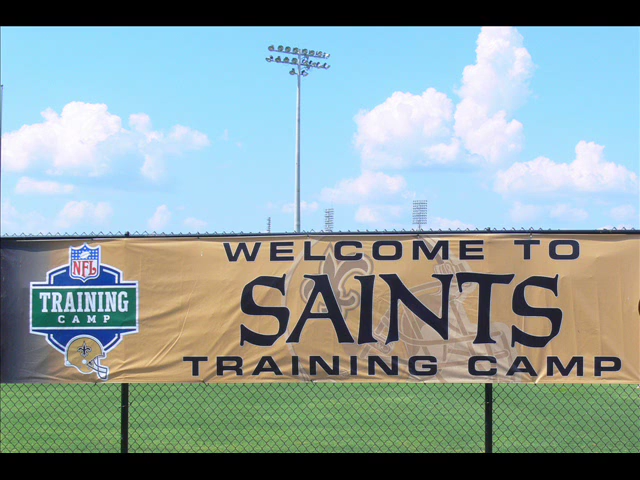 NFL
TRAINING
CAMP
WELCOME TO
SAINTS
TRAINING CAMP